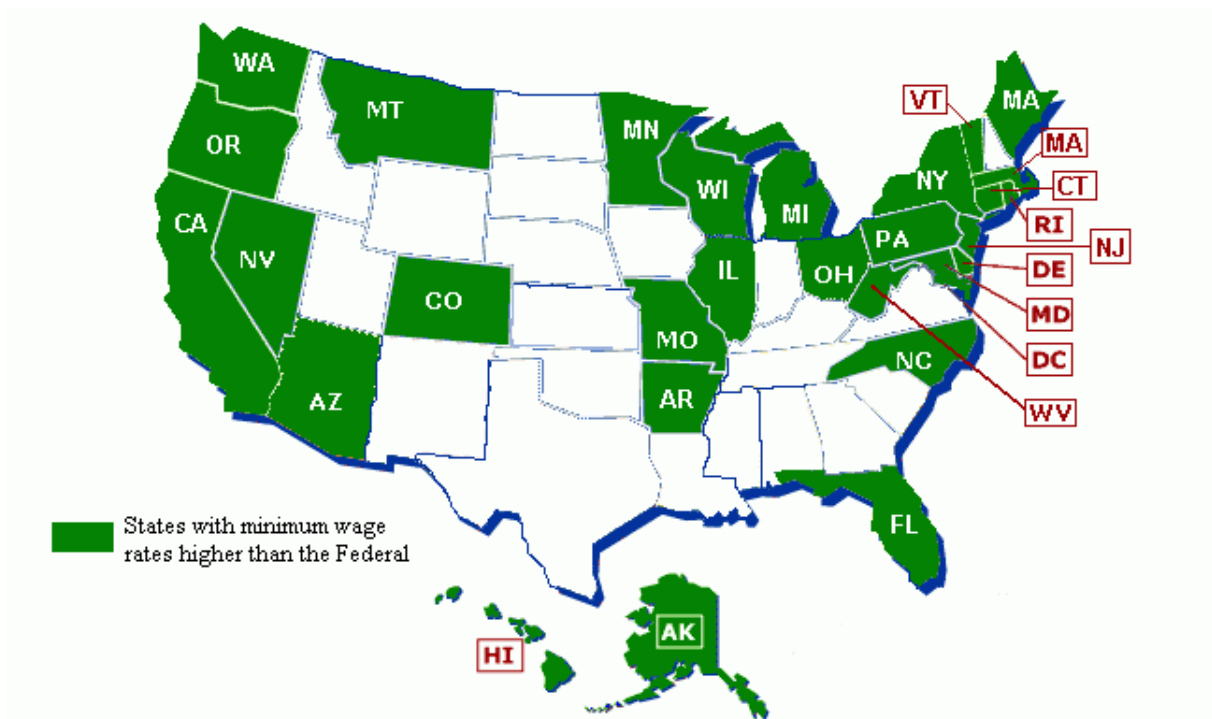 WA
MT
VT
MA
MN
MA
OR
WI
NY
CT
CA
MI
RI
PA
NJ
NV
IL
OH
DE
CO
MD
MO
NC
DC
AZ
AR
WV
FL
States with minimum wage
rates higher than the Federal
AK
HI